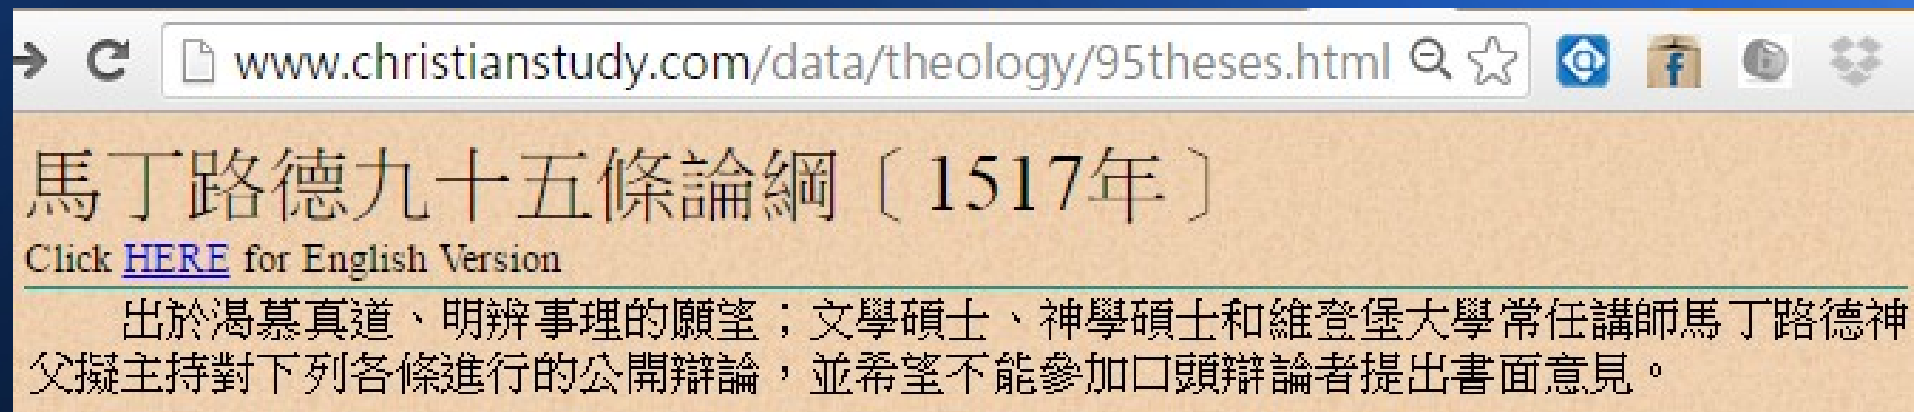 www.christianstudy.com/data/theology/95theses.html
馬丁路德九十五條論綱〔1517年〕
Click HERE for English Version
出於渴慕真道、明辨事理的願望；文學碩士、神學碩士和維登堡大學常任講師馬丁路德神
父擬主持對下列各條進行的公開辯論，並希望不能參加口頭辯論者提出書面意見。